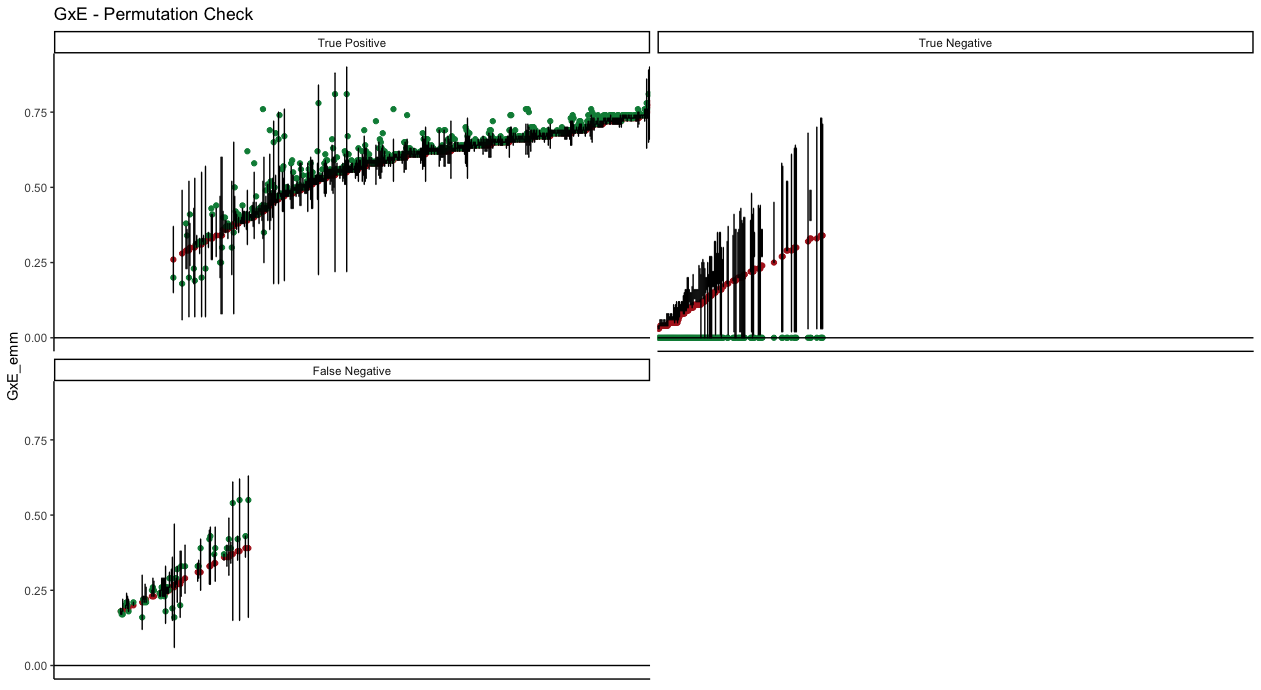 GxE - Permutation Check
True Positive
True Negative
GxE_emm
0.75
0.50
0.25
0.00
False Negative
0.75
0.50
0.25
0.00